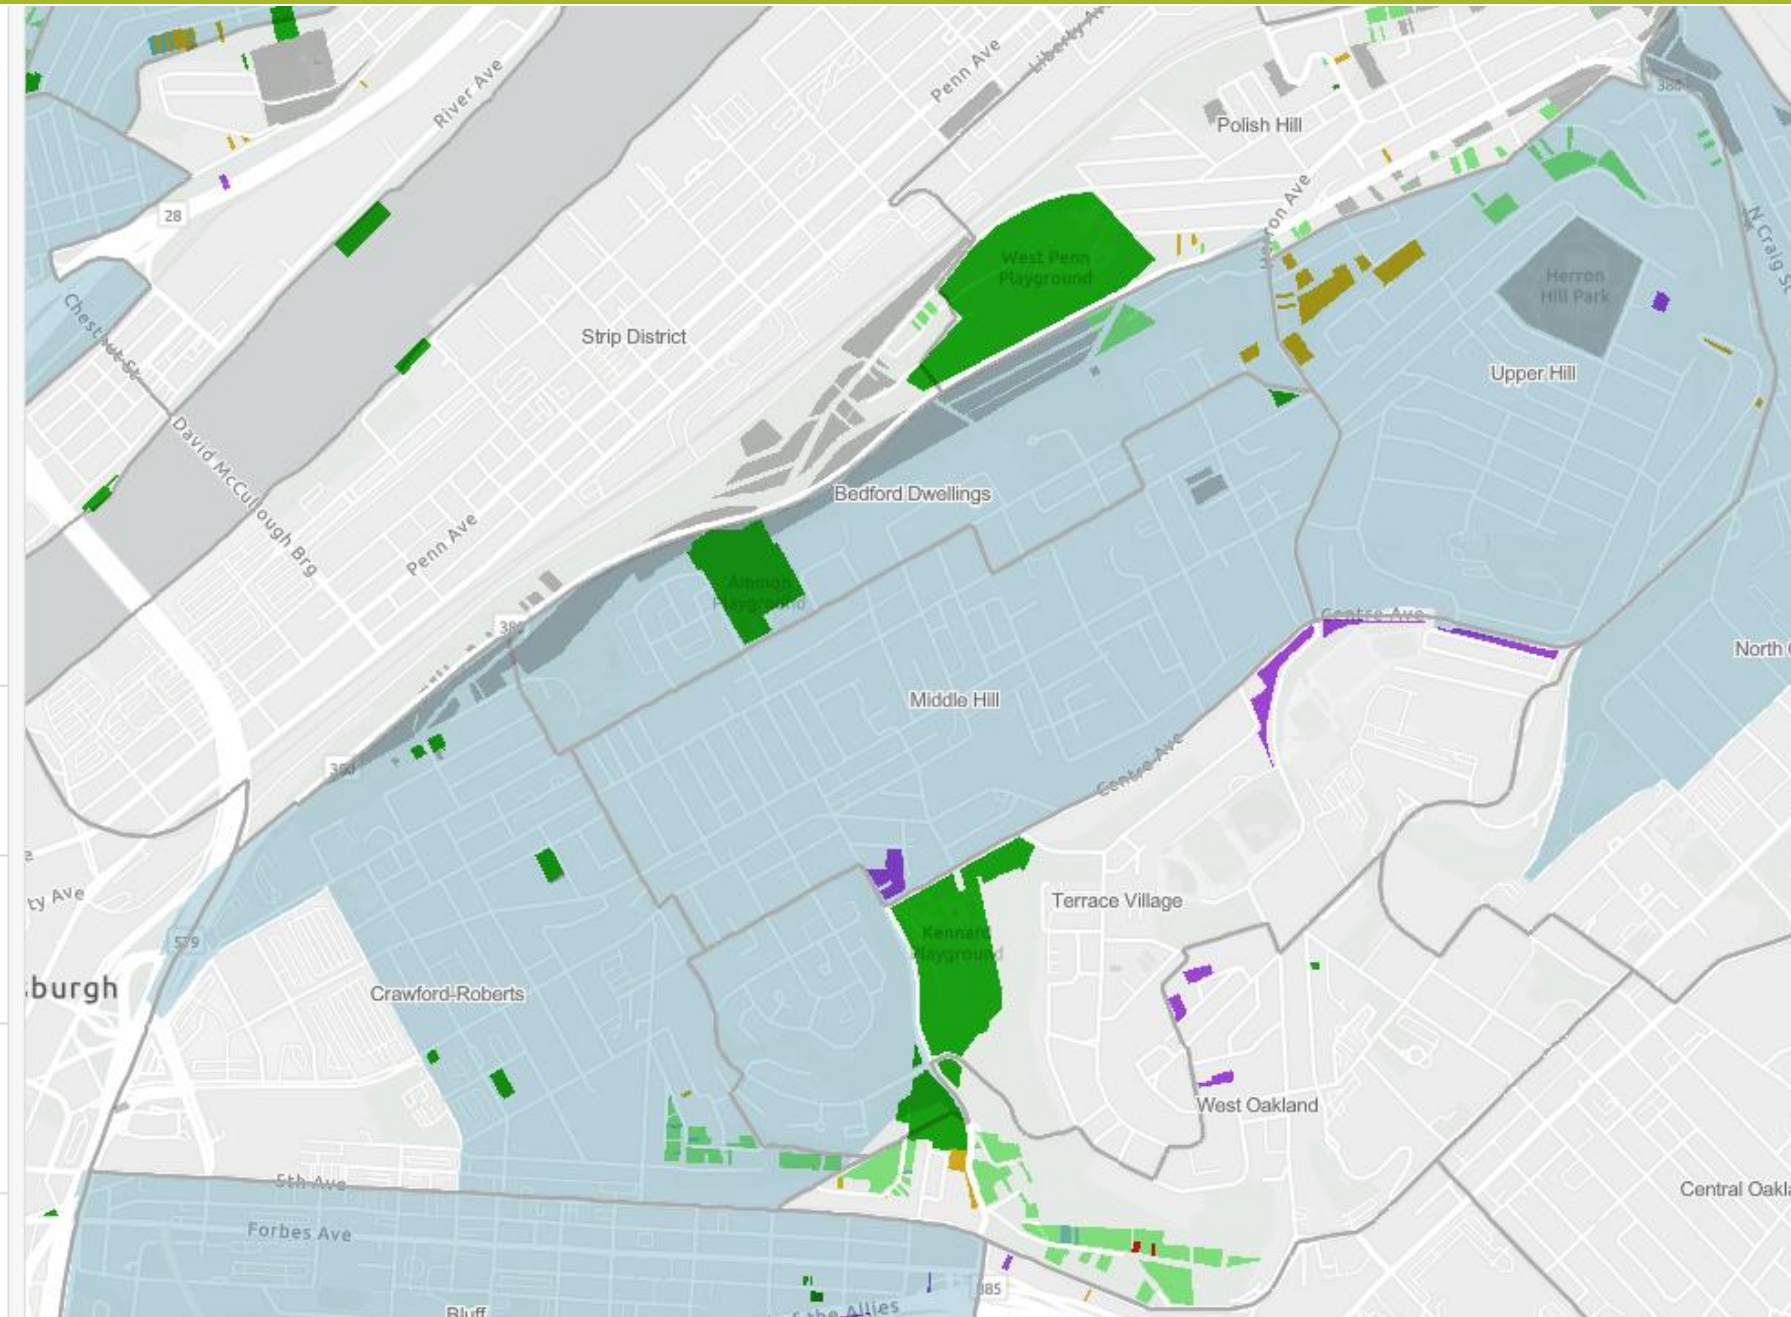 River Ave
Penn Ave
Liberty Av
Polish Hill
380
28
Herron Ave
N Craig St
West Penn
Playground
Herron
Hill Park
Chestnut St
Strip District
Upper Hill
David McCullough Brg
Bedford Dwellings
Penn Ave
Ammon
Playground
Centre Ave
380
North
Middle Hill
Centre Ave
380
ty Ave
Terrace Village
Kennard
Playground
579
burgh
Crawford-Roberts
West Oakland
5th Ave
Central Oakla
Forbes Ave
885
Bluff
f the Allies